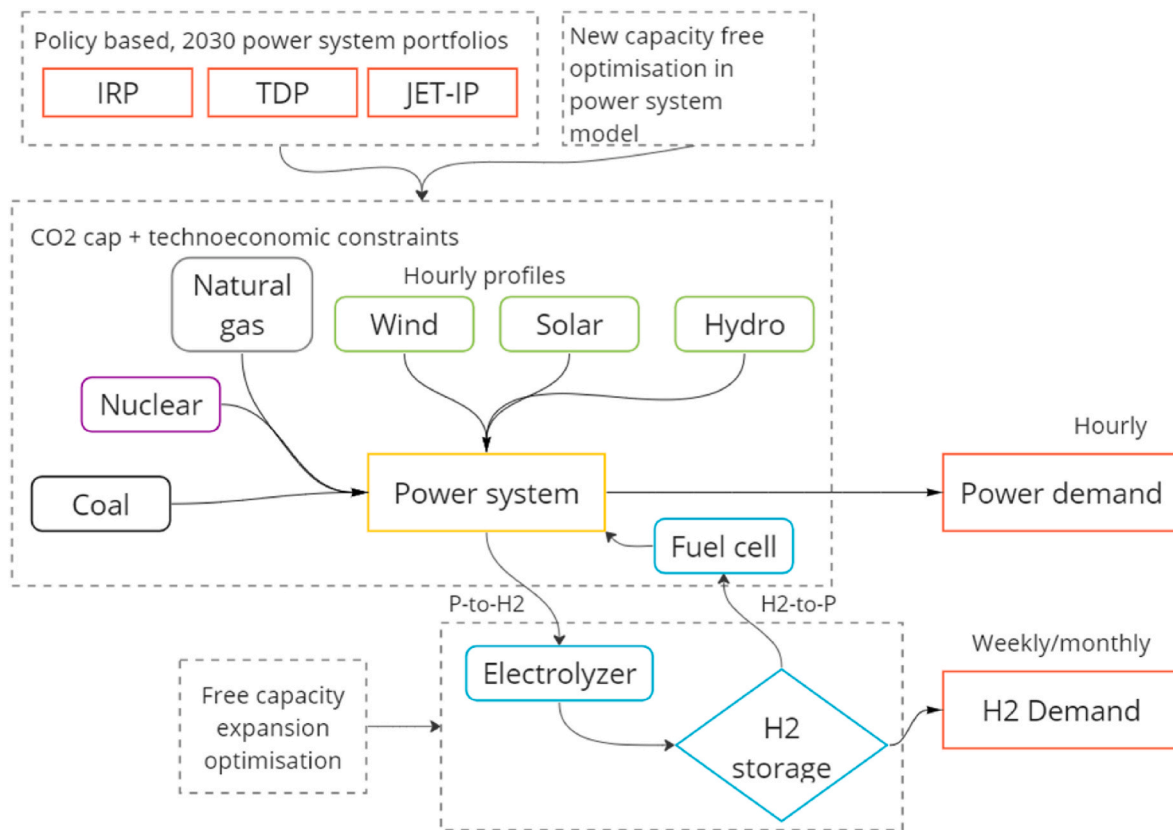 Policy based, 2030 power system portfolios
IRP
TDP
JET-IP
New capacity free
optimisation in
power system
model
CO2 cap + technoeconomic constraints
Natural
gas
Hourly profiles
Wind
Solar
Hydro
Nuclear
Coal
Power system
Hourly
Power demand
Fuel cell
P-to-H2
H2-to-P
Free capacity
expansion
optimisation
Electrolyzer
H2
storage
Weekly/monthly
H2 Demand